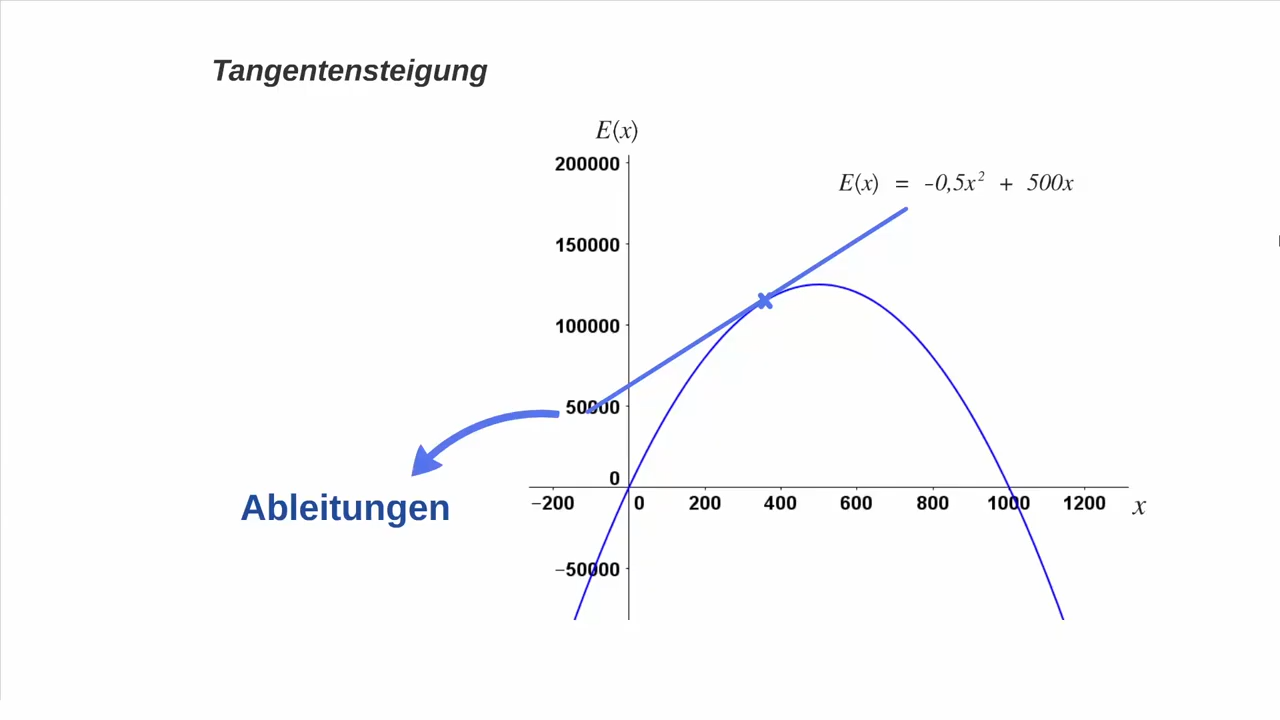 Tangentensteigung
E(x)
200000
E(x) = -0,5x² + 500x
150000
100000
50000
0
−200 0 200 400 600 800 1000 1200 x
Ableitungen
−50000